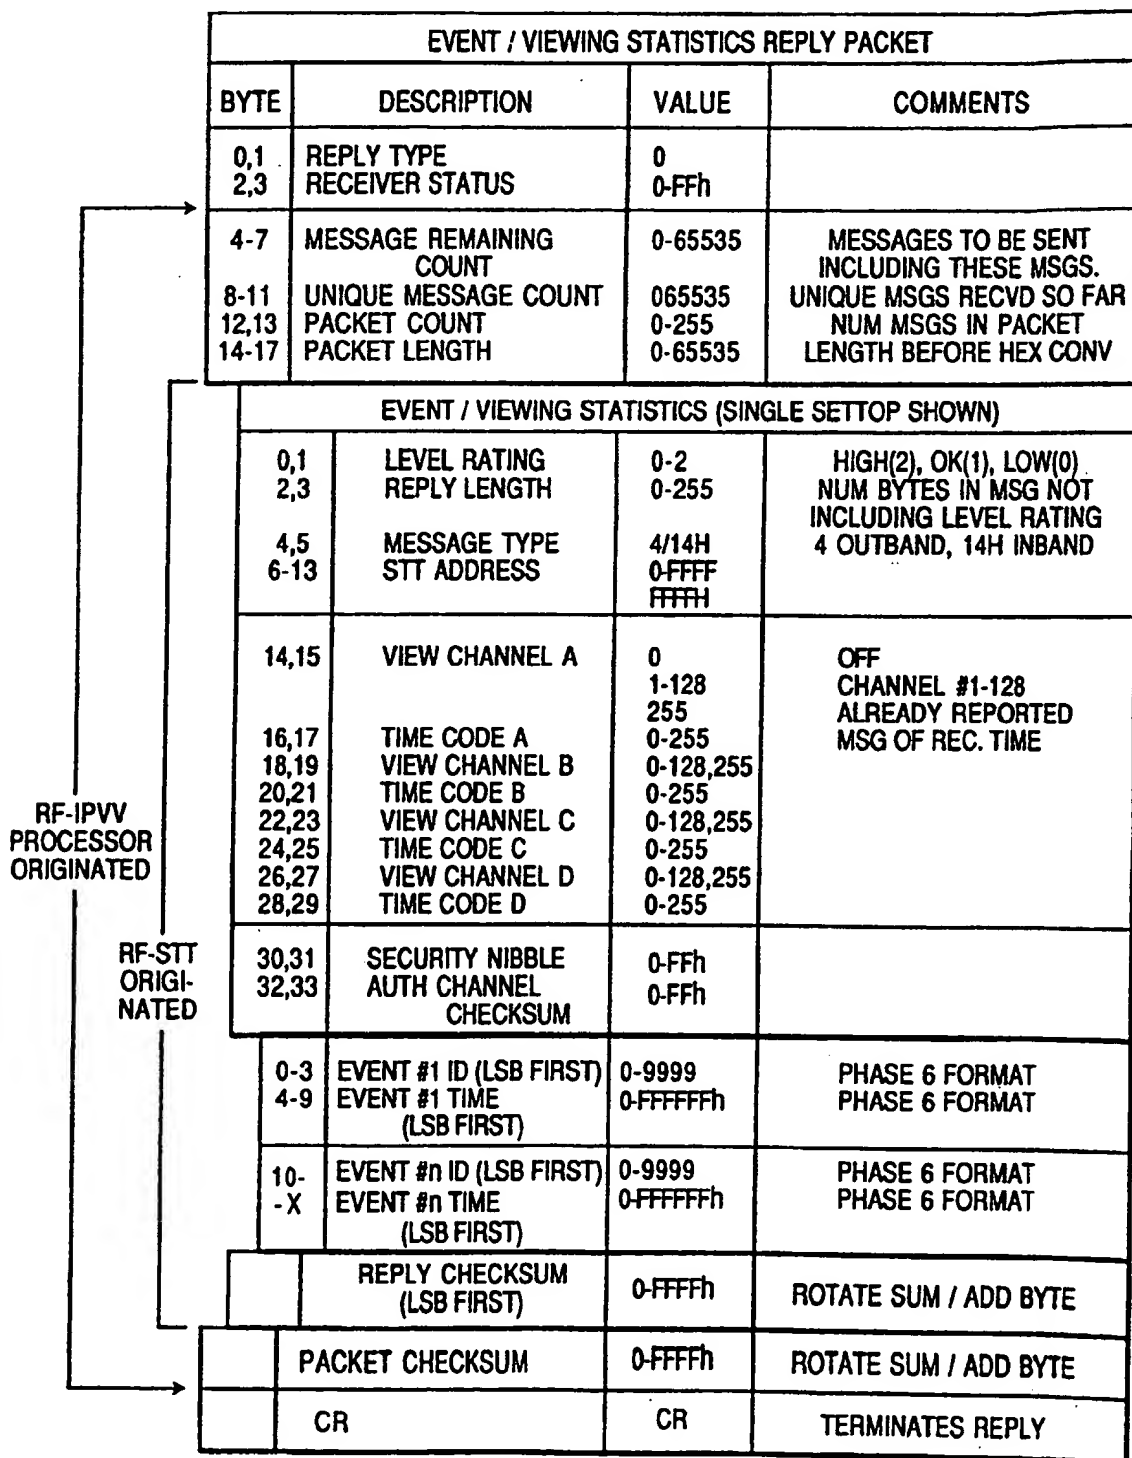 EVENT / VIEWING STATISTICS REPLY PACKET
BYTE DESCRIPTION VALUE COMMENTS
0,1 REPLY TYPE 0
2,3 RECEIVER STATUS 0-FFh
4-7 MESSAGE REMAINING 0-65535 MESSAGES TO BE SENT
COUNT INCLUDING THESE MSGS.
8-11 UNIQUE MESSAGE COUNT 065535 UNIQUE MSGS RECVD SO FAR
12,13 PACKET COUNT 0-255 NUM MSGS IN PACKET
14-17 PACKET LENGTH 0-65535 LENGTH BEFORE HEX CONV
EVENT / VIEWING STATISTICS (SINGLE SETTOP SHOWN)
0,1 LEVEL RATING 0-2 HIGH(2), OK(1), LOW(0)
2,3 REPLY LENGTH 0-255 NUM BYTES IN MSG NOT
INCLUDING LEVEL RATING
4,5 MESSAGE TYPE 4/14H 4 OUTBAND, 14H INBAND
6-13 STT ADDRESS 0-FFFF
FFFFH
14,15 VIEW CHANNEL A 0 OFF
1-128 CHANNEL #1-128
255 ALREADY REPORTED
16,17 TIME CODE A 0-255 MSG OF REC. TIME
18,19 VIEW CHANNEL B 0-128,255
20,21 TIME CODE B 0-255
22,23 VIEW CHANNEL C 0-128,255
24,25 TIME CODE C 0-255
26,27 VIEW CHANNEL D 0-128,255
28,29 TIME CODE D 0-255
RF-IPVV
PROCESSOR
ORIGINATED
30,31 SECURITY NIBBLE 0-FFh
32,33 AUTH CHANNEL 0-FFh
CHECKSUM
RF-STT
ORIGI-
NATED
0-3 EVENT #1 ID (LSB FIRST) 0-9999 PHASE 6 FORMAT
4-9 EVENT #1 TIME 0-FFFFFFh PHASE 6 FORMAT
(LSB FIRST)
10- EVENT #n ID (LSB FIRST) 0-9999 PHASE 6 FORMAT
-X EVENT #n TIME 0-FFFFFFh PHASE 6 FORMAT
(LSB FIRST)
REPLY CHECKSUM 0-FFFFh ROTATE SUM / ADD BYTE
(LSB FIRST)
PACKET CHECKSUM 0-FFFFh ROTATE SUM / ADD BYTE
CR CR TERMINATES REPLY